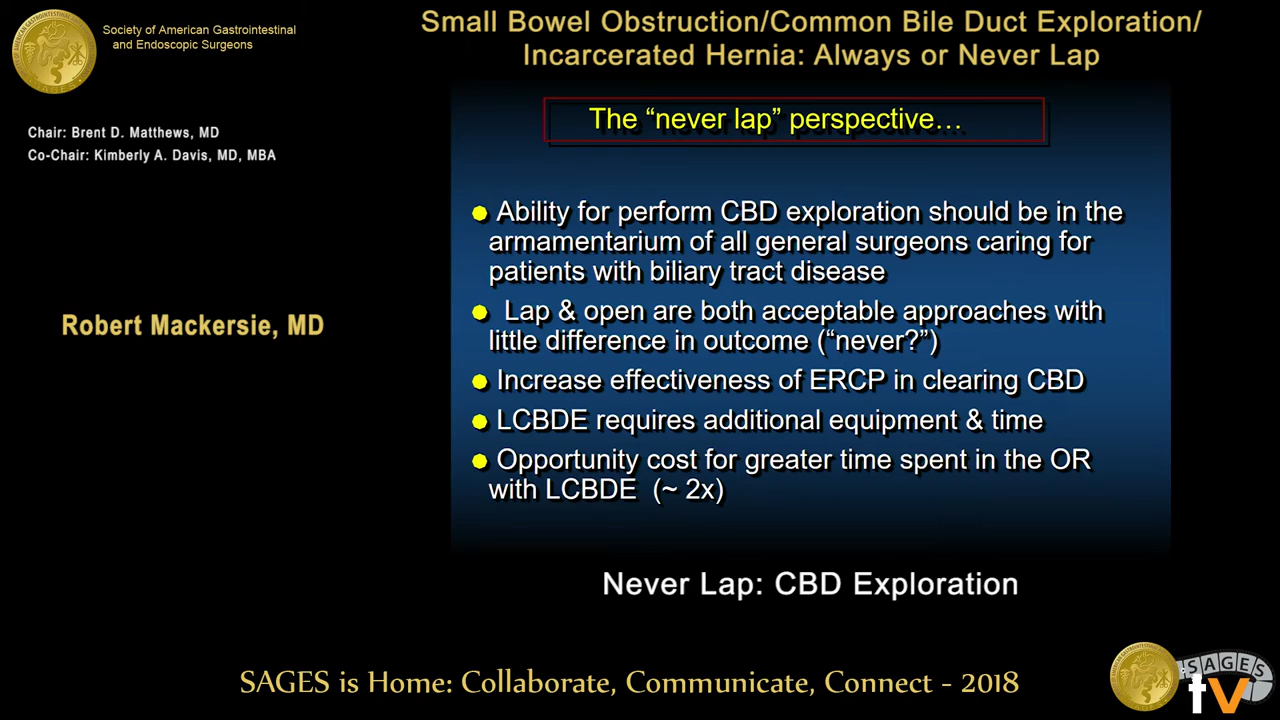 Society of American Gastrointestinal
and Endoscopic Surgeons
Small Bowel Obstruction/Common Bile Duct Exploration/
Incarcerated Hernia: Always or Never Lap
Chair: Brent D. Matthews, MD
Co-Chair: Kimberly A. Davis, MD, MBA
Robert Mackersie, MD
The “never lap” perspective…
Ability for perform CBD exploration should be in the
armamentarium of all general surgeons caring for
patients with biliary tract disease
Lap & open are both acceptable approaches with
little difference in outcome (“never?”)
Increase effectiveness of ERCP in clearing CBD
LCBDE requires additional equipment & time
Opportunity cost for greater time spent in the OR
with LCBDE (~ 2x)
Never Lap: CBD Exploration
SAGES is Home: Collaborate, Communicate, Connect - 2018
SAGES
tv